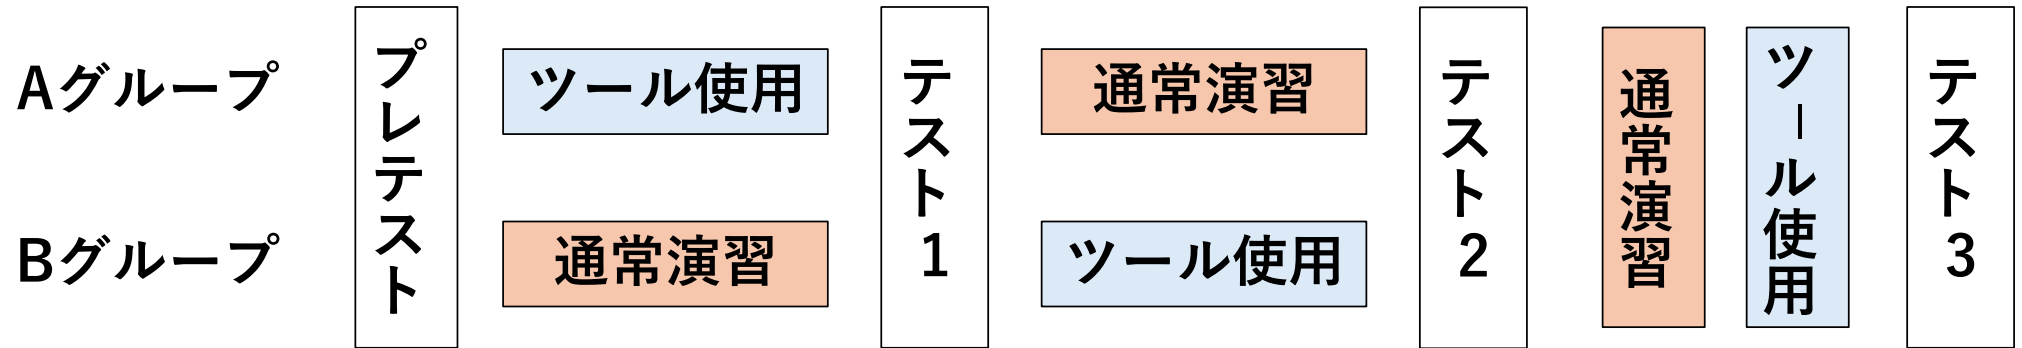 Aグループ
プレテスト
ツール使用
テスト1
通常演習
テスト2
通常演習
ツール使用
テスト3
Bグループ
通常演習
ツール使用